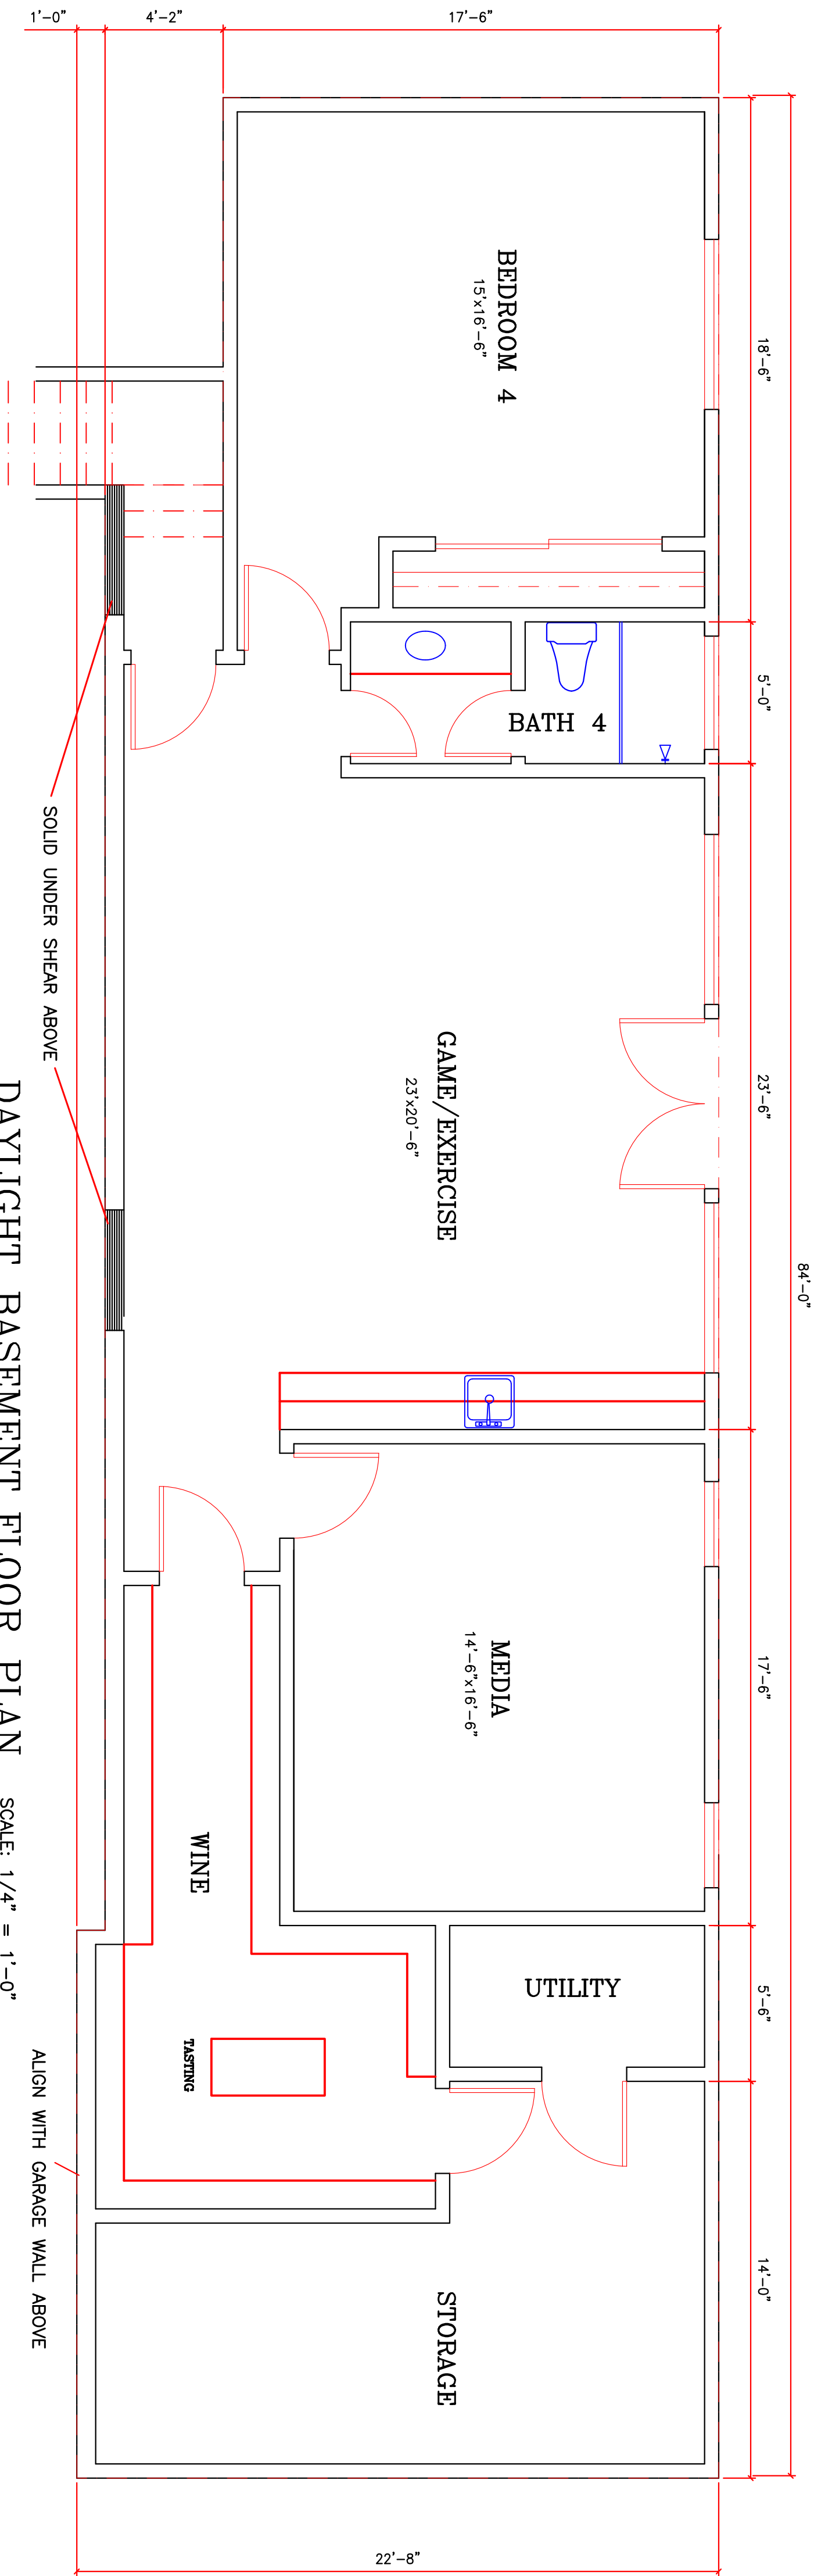 84'-0"
18'-6"
5'-0"
23'-6"
17'-6"
5'-6"
14'-0"
17'-6"
4'-2"
1'-0"
22'-8"
BEDROOM 4
15'x16'-6"
BATH 4
GAME/EXERCISE
23'x20'-6"
MEDIA
14'-6"x16'-6"
UTILITY
WINE
TASTING
STORAGE
SOLID UNDER SHEAR ABOVE
ALIGN WITH GARAGE WALL ABOVE
DAYLIGHT BASEMENT FLOOR PLAN
SCALE: 1/4" = 1'-0"